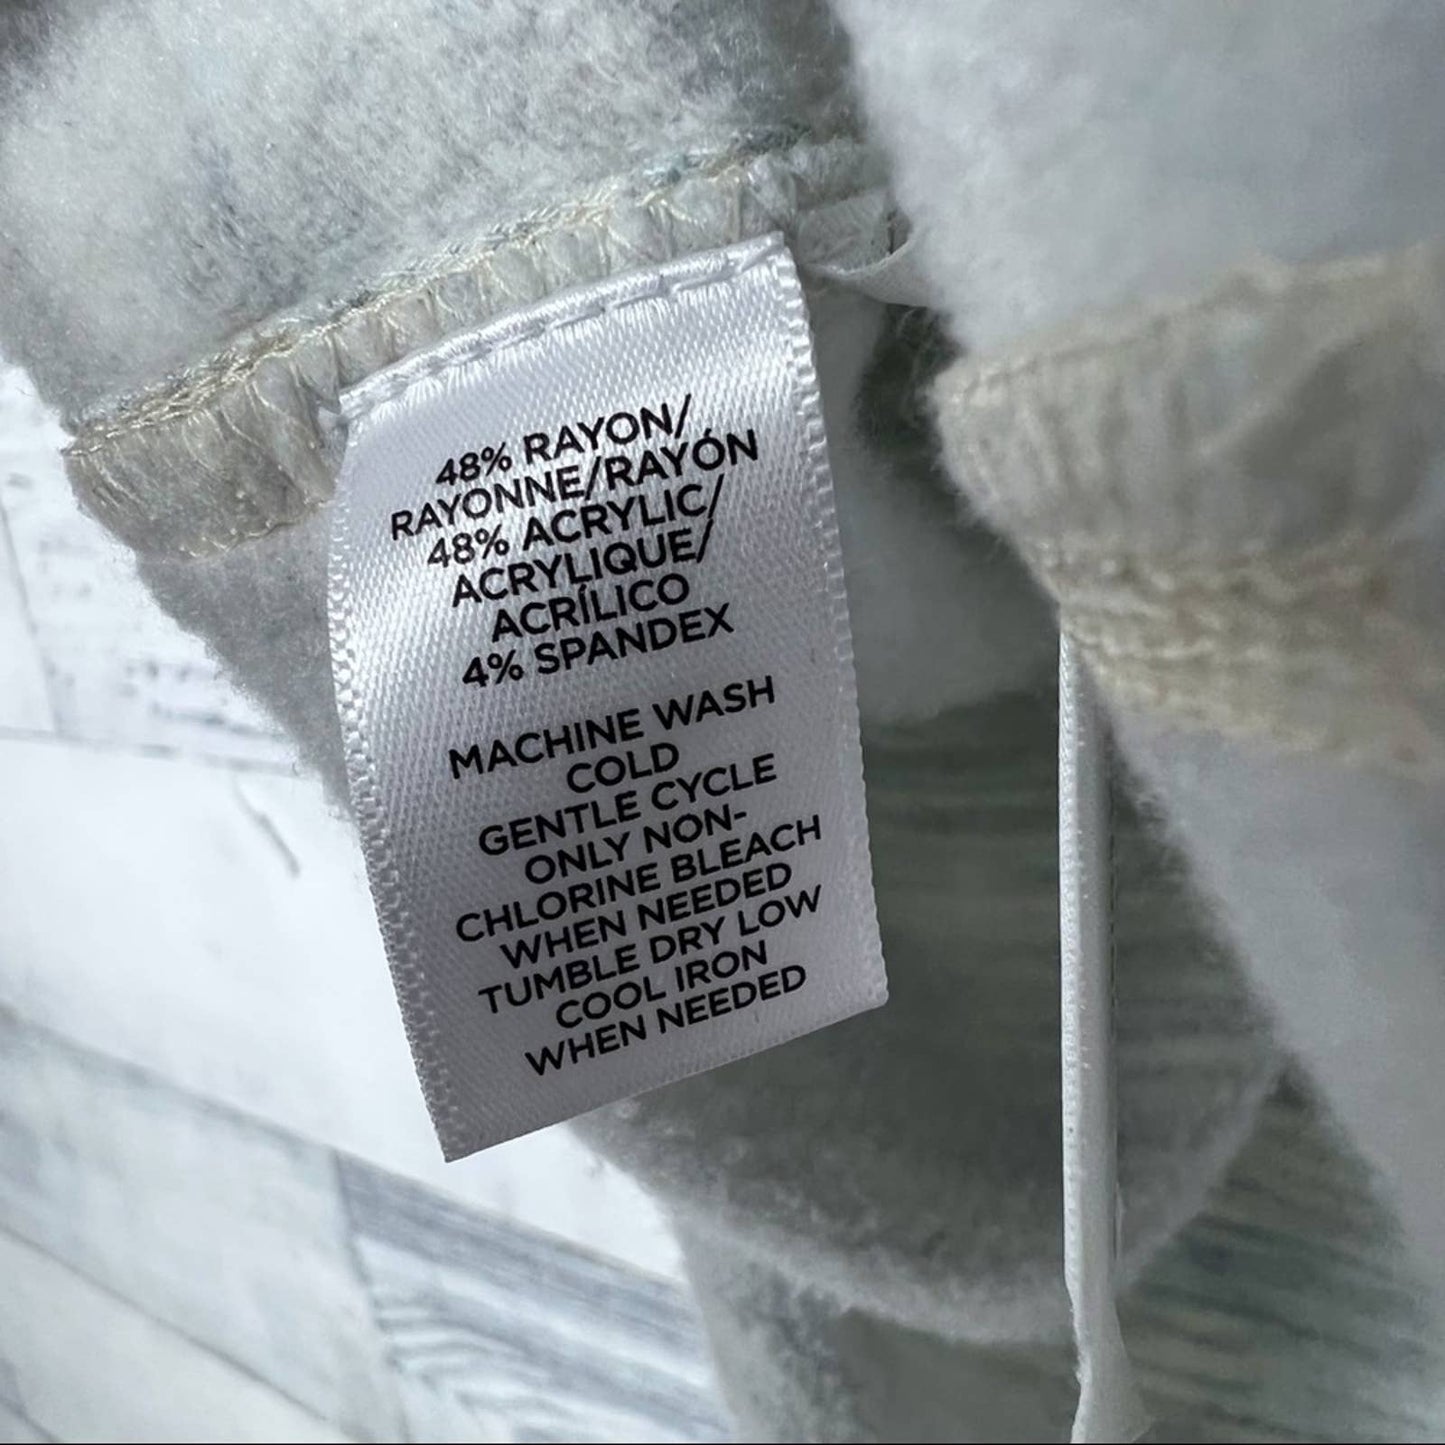 48% RAYON/
RAYONNE/RAYÓN
48% ACRYLIC/
ACRYLIQUE/
ACRÍLICO
4% SPANDEX
MACHINE WASH
COLD
GENTLE CYCLE
ONLY NON-
CHLORINE BLEACH
WHEN NEEDED
TUMBLE DRY LOW
COOL IRON
WHEN NEEDED